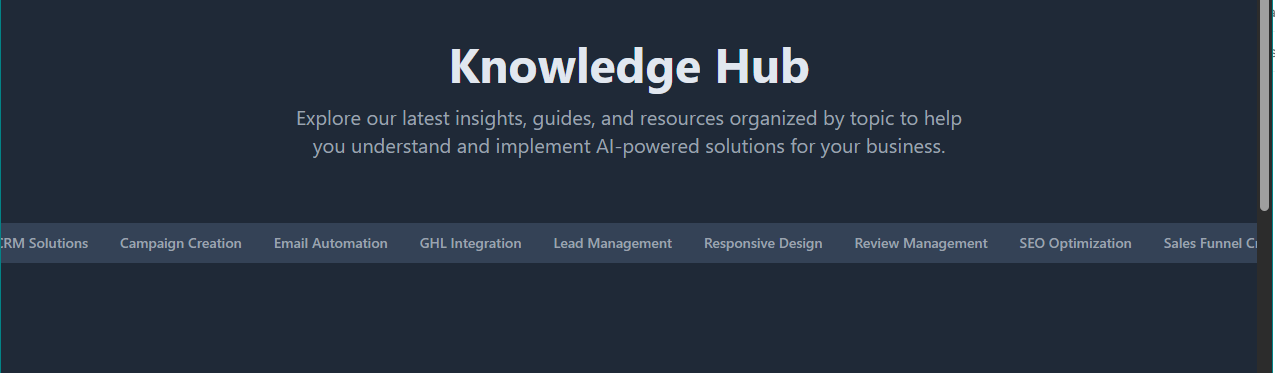 Knowledge Hub
Explore our latest insights, guides, and resources organized by topic to help
you understand and implement AI-powered solutions for your business.
RM Solutions Campaign Creation Email Automation GHL Integration Lead Management Responsive Design Review Management SEO Optimization Sales Funnel